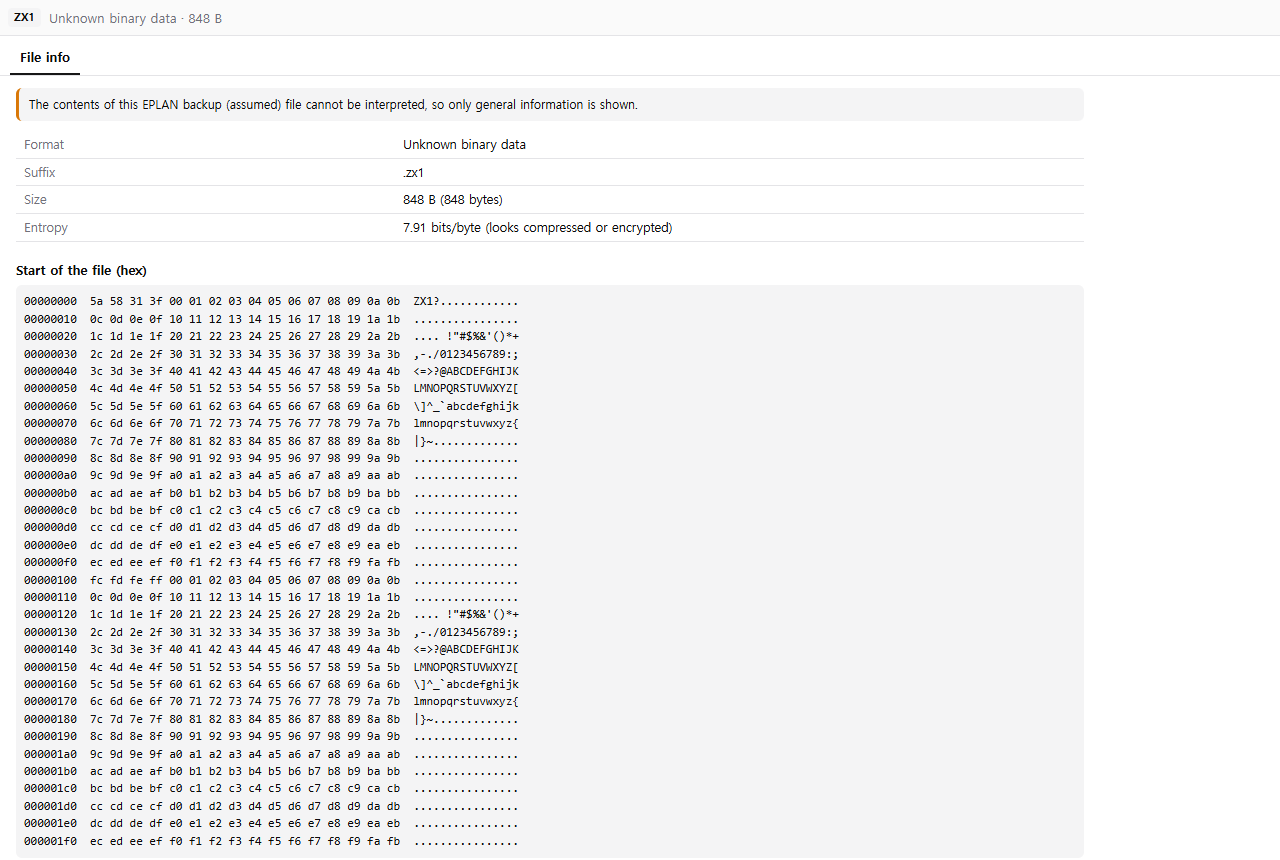 ZX1 Unknown binary data · 848 B
File info
The contents of this EPLAN backup (assumed) file cannot be interpreted, so only general information is shown.
Format Unknown binary data
Suffix .zx1
Size 848 B (848 bytes)
Entropy 7.91 bits/byte (looks compressed or encrypted)
Start of the file (hex)
00000000 5a 58 31 3f 00 01 02 03 04 05 06 07 08 09 0a 0b ZX1?............
00000010 0c 0d 0e 0f 10 11 12 13 14 15 16 17 18 19 1a 1b ................
00000020 1c 1d 1e 1f 20 21 22 23 24 25 26 27 28 29 2a 2b .... !"#$%&'()*+
00000030 2c 2d 2e 2f 30 31 32 33 34 35 36 37 38 39 3a 3b ,-./0123456789:;
00000040 3c 3d 3e 3f 40 41 42 43 44 45 46 47 48 49 4a 4b <=>?@ABCDEFGHIJK
00000050 4c 4d 4e 4f 50 51 52 53 54 55 56 57 58 59 5a 5b LMNOPQRSTUVWXYZ[
00000060 5c 5d 5e 5f 60 61 62 63 64 65 66 67 68 69 6a 6b \]^_`abcdefghijk
00000070 6c 6d 6e 6f 70 71 72 73 74 75 76 77 78 79 7a 7b lmnopqrstuvwxyz{
00000080 7c 7d 7e 7f 80 81 82 83 84 85 86 87 88 89 8a 8b |}~.............
00000090 8c 8d 8e 8f 90 91 92 93 94 95 96 97 98 99 9a 9b ................
000000a0 9c 9d 9e 9f a0 a1 a2 a3 a4 a5 a6 a7 a8 a9 aa ab ................
000000b0 ac ad ae af b0 b1 b2 b3 b4 b5 b6 b7 b8 b9 ba bb ................
000000c0 bc bd be bf c0 c1 c2 c3 c4 c5 c6 c7 c8 c9 ca cb ................
000000d0 cc cd ce cf d0 d1 d2 d3 d4 d5 d6 d7 d8 d9 da db ................
000000e0 dc dd de df e0 e1 e2 e3 e4 e5 e6 e7 e8 e9 ea eb ................
000000f0 ec ed ee ef f0 f1 f2 f3 f4 f5 f6 f7 f8 f9 fa fb ................
00000100 fc fd fe ff 00 01 02 03 04 05 06 07 08 09 0a 0b ................
00000110 0c 0d 0e 0f 10 11 12 13 14 15 16 17 18 19 1a 1b ................
00000120 1c 1d 1e 1f 20 21 22 23 24 25 26 27 28 29 2a 2b .... !"#$%&'()*+
00000130 2c 2d 2e 2f 30 31 32 33 34 35 36 37 38 39 3a 3b ,-./0123456789:;
00000140 3c 3d 3e 3f 40 41 42 43 44 45 46 47 48 49 4a 4b <=>?@ABCDEFGHIJK
00000150 4c 4d 4e 4f 50 51 52 53 54 55 56 57 58 59 5a 5b LMNOPQRSTUVWXYZ[
00000160 5c 5d 5e 5f 60 61 62 63 64 65 66 67 68 69 6a 6b \]^_`abcdefghijk
00000170 6c 6d 6e 6f 70 71 72 73 74 75 76 77 78 79 7a 7b lmnopqrstuvwxyz{
00000180 7c 7d 7e 7f 80 81 82 83 84 85 86 87 88 89 8a 8b |}~.............
00000190 8c 8d 8e 8f 90 91 92 93 94 95 96 97 98 99 9a 9b ................
000001a0 9c 9d 9e 9f a0 a1 a2 a3 a4 a5 a6 a7 a8 a9 aa ab ................
000001b0 ac ad ae af b0 b1 b2 b3 b4 b5 b6 b7 b8 b9 ba bb ................
000001c0 bc bd be bf c0 c1 c2 c3 c4 c5 c6 c7 c8 c9 ca cb ................
000001d0 cc cd ce cf d0 d1 d2 d3 d4 d5 d6 d7 d8 d9 da db ................
000001e0 dc dd de df e0 e1 e2 e3 e4 e5 e6 e7 e8 e9 ea eb ................
000001f0 ec ed ee ef f0 f1 f2 f3 f4 f5 f6 f7 f8 f9 fa fb ................